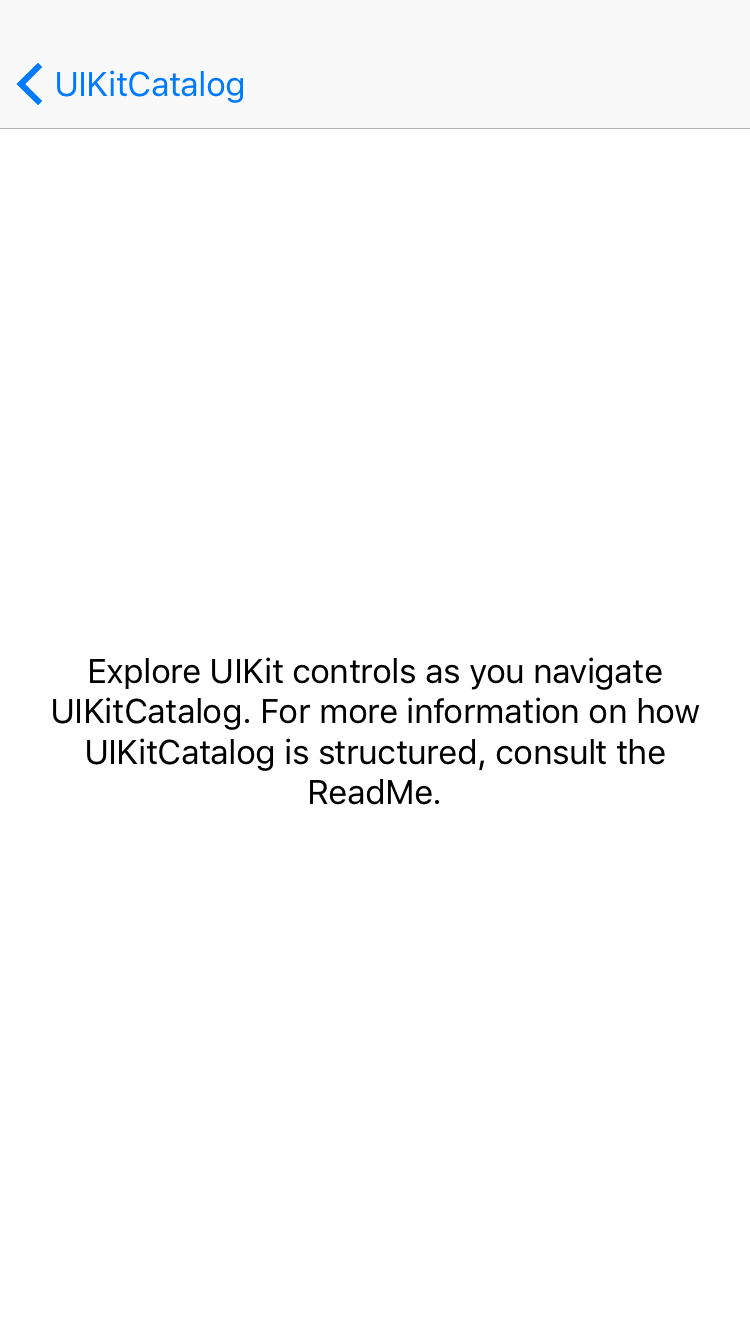 UIKitCatalog
Explore UIKit controls as you navigate
UIKitCatalog. For more information on how
UIKitCatalog is structured, consult the
ReadMe.